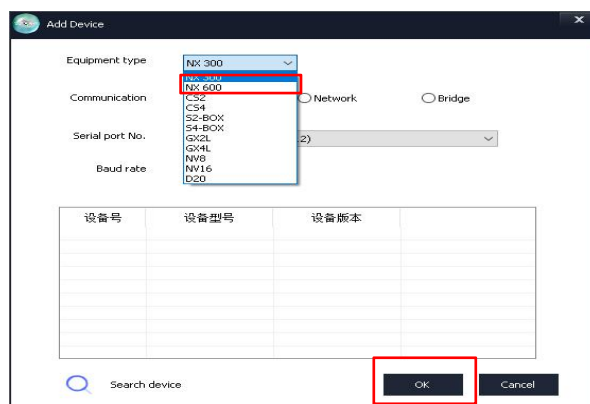 Add Device
Equipment type
NX 300
NX 300
NX 600
CS2
CS4
S2-BOX
S4-BOX
GX2L
GX4L
NV8
NV16
D20
Communication
Network
Bridge
Serial port No.
2)
Baud rate
设备号 设备型号 设备版本
Search device
OK
Cancel